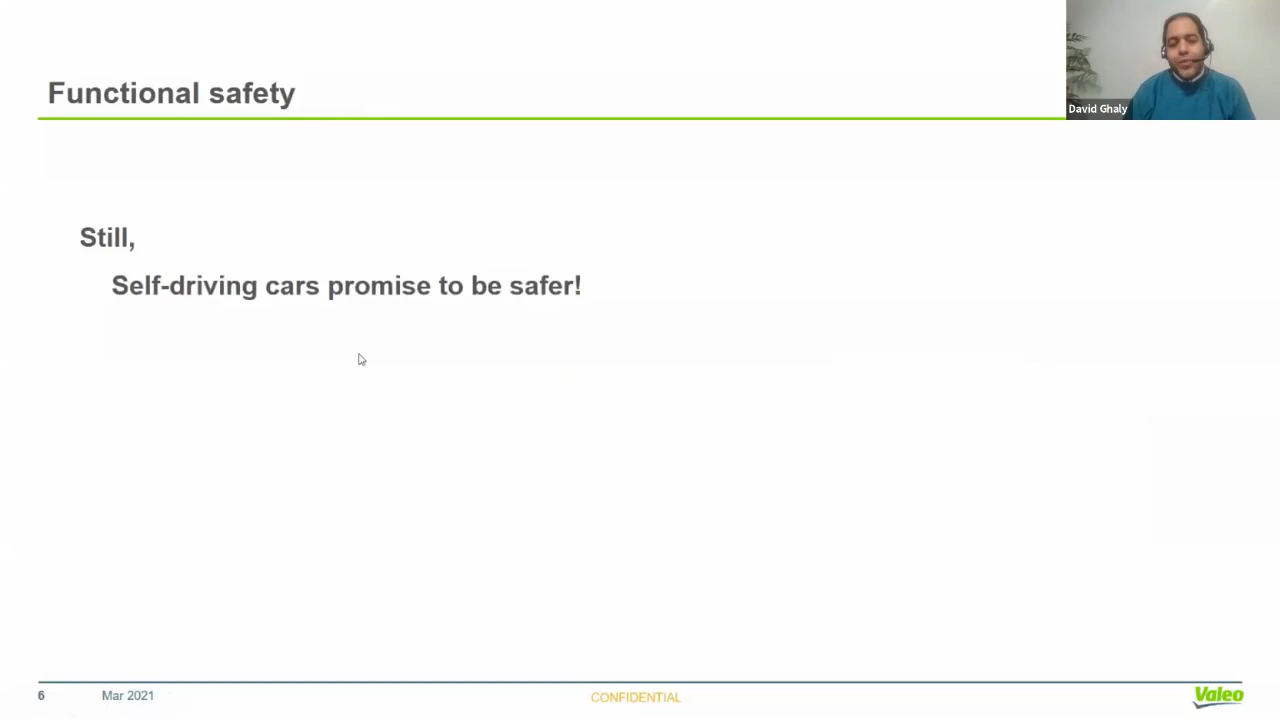 Functional safety
David Ghaly
Still,
Self-driving cars promise to be safer!
6
Mar 2021
CONFIDENTIAL
Valeo